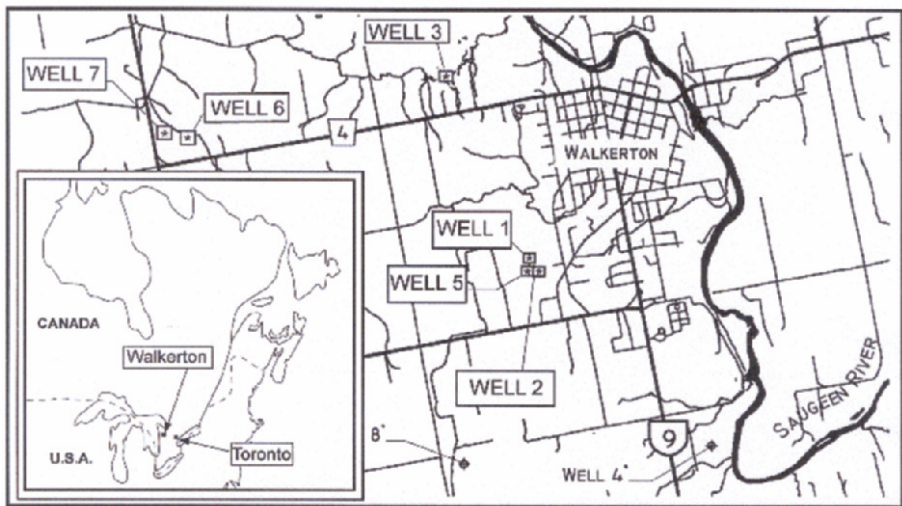 WELL 3
WELL 7
WELL 6
4
WALKERTON
WELL 1
WELL 5
WELL 2
CANADA
Walkerton
Toronto
U.S.A.
8*
9
WELL 4*
SAUGEEN RIVER